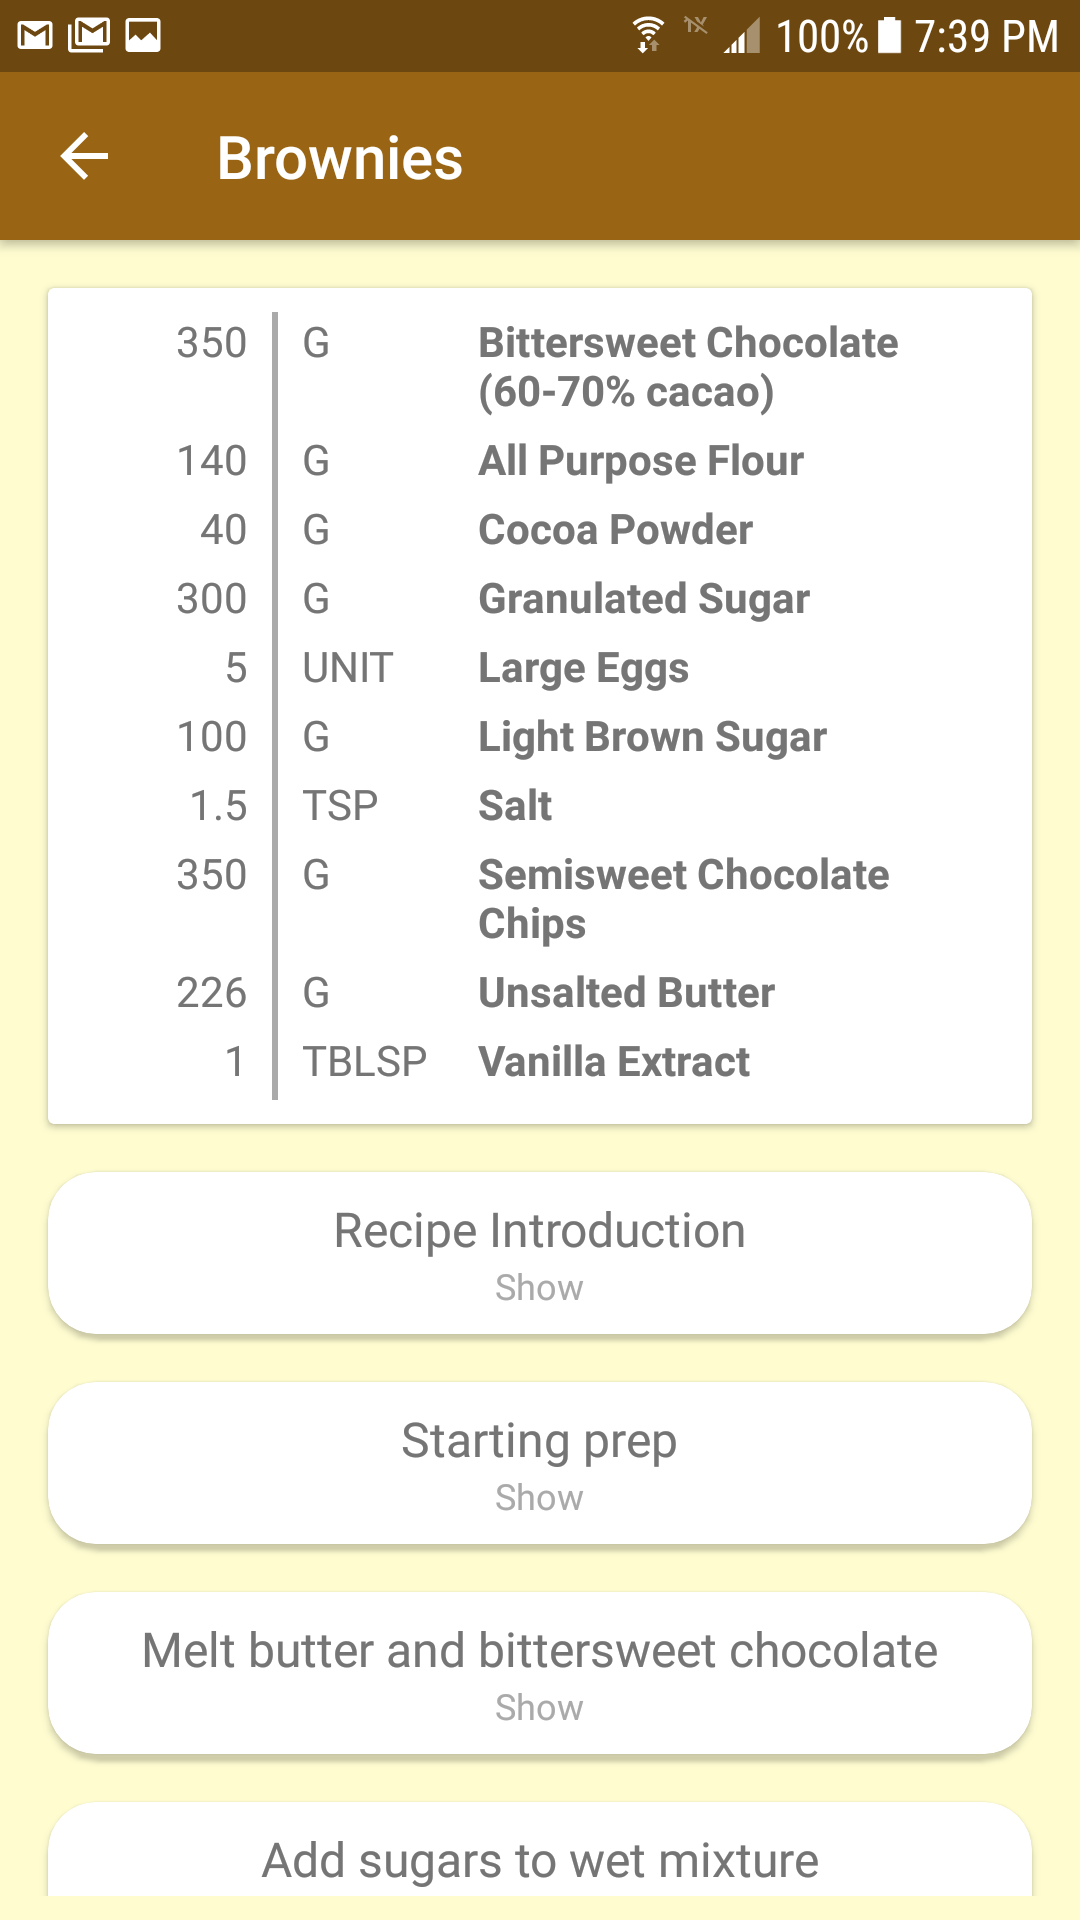 100% 7:39 PM
Brownies
350 G Bittersweet Chocolate
(60-70% cacao)
140 G All Purpose Flour
40 G Cocoa Powder
300 G Granulated Sugar
5 UNIT Large Eggs
100 G Light Brown Sugar
1.5 TSP Salt
350 G Semisweet Chocolate
Chips
226 G Unsalted Butter
1 TBLSP Vanilla Extract
Recipe Introduction
Show
Starting prep
Show
Melt butter and bittersweet chocolate
Show
Add sugars to wet mixture